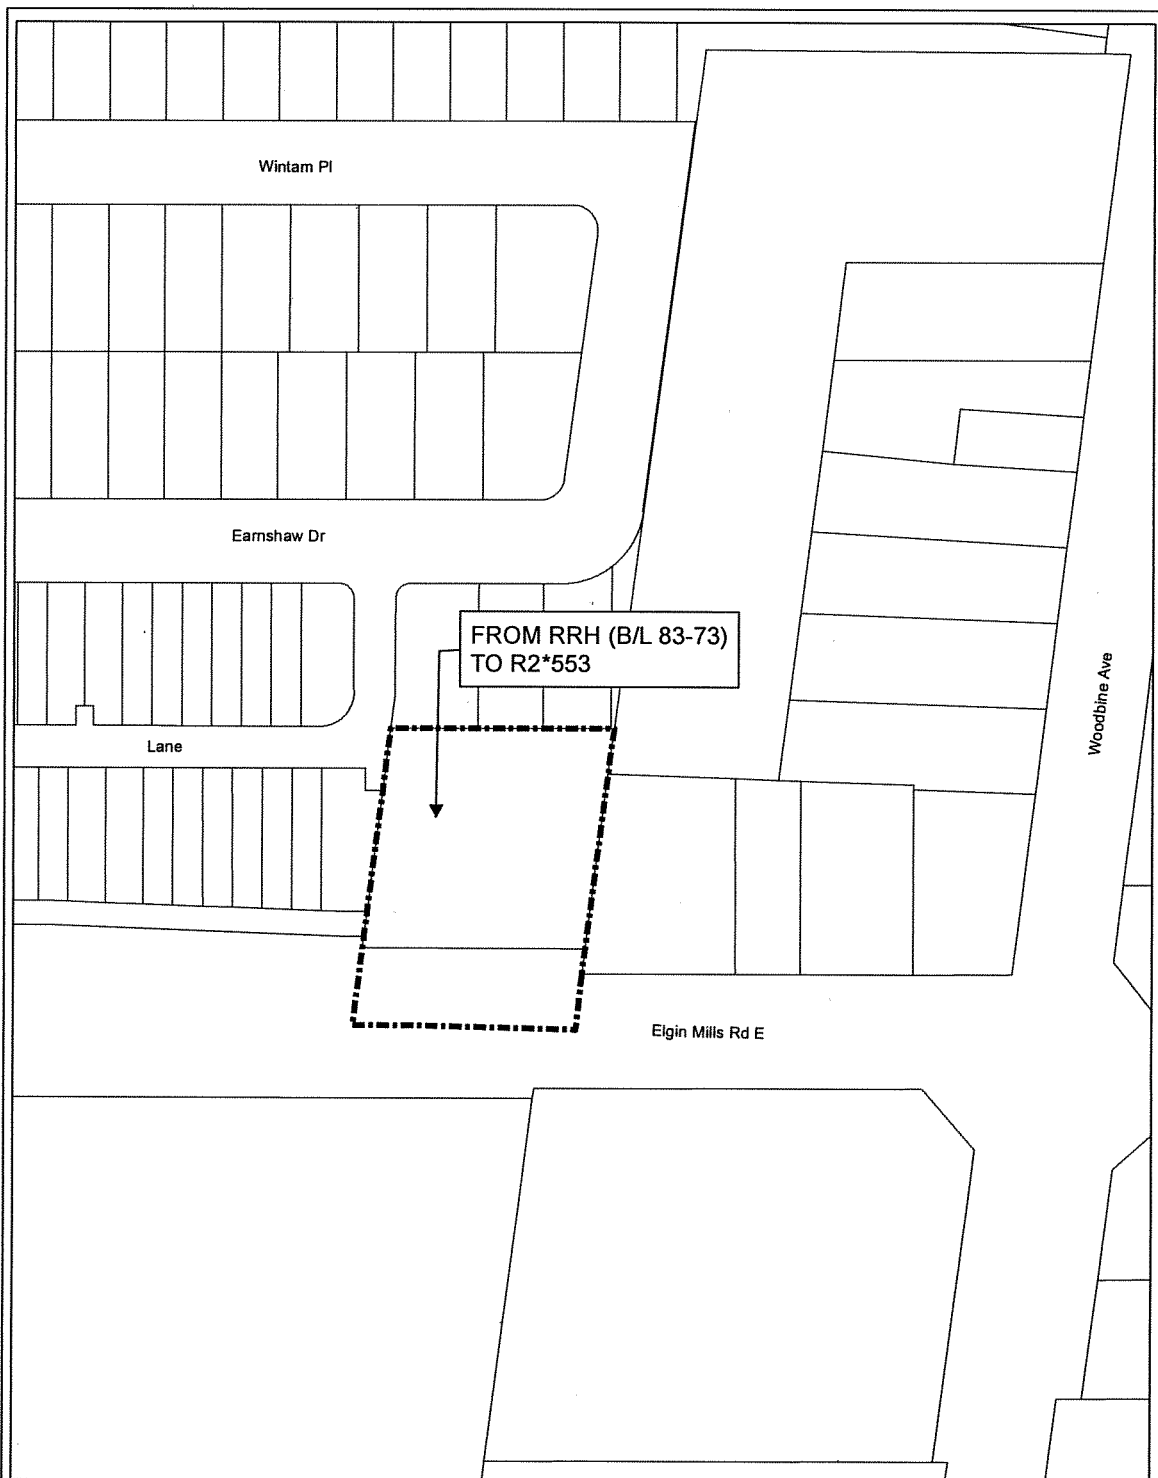 Wintam Pl
Earnshaw Dr
FROM RRH (B/L 83-73)
TO R2*553
Woodbine Ave
Lane
Elgin Mills Rd E